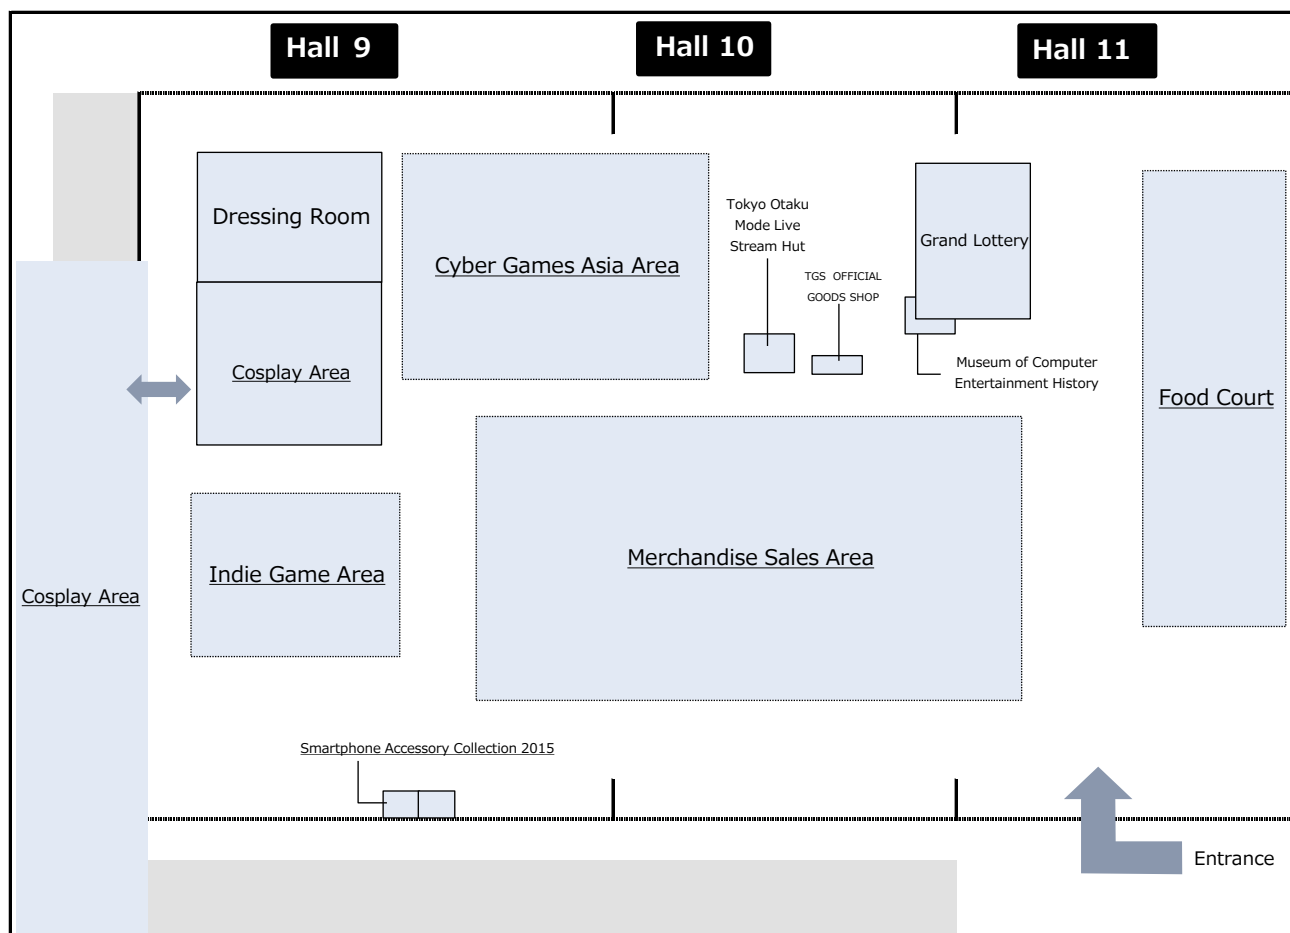 Hall 9
Hall 10
Hall 11
Dressing Room
Cyber Games Asia Area
Tokyo Otaku
Mode Live
Stream Hut
TGS OFFICIAL
GOODS SHOP
Grand Lottery
Museum of Computer
Entertainment History
Cosplay Area
Food Court
Indie Game Area
Merchandise Sales Area
Cosplay Area
Smartphone Accessory Collection 2015
Entrance